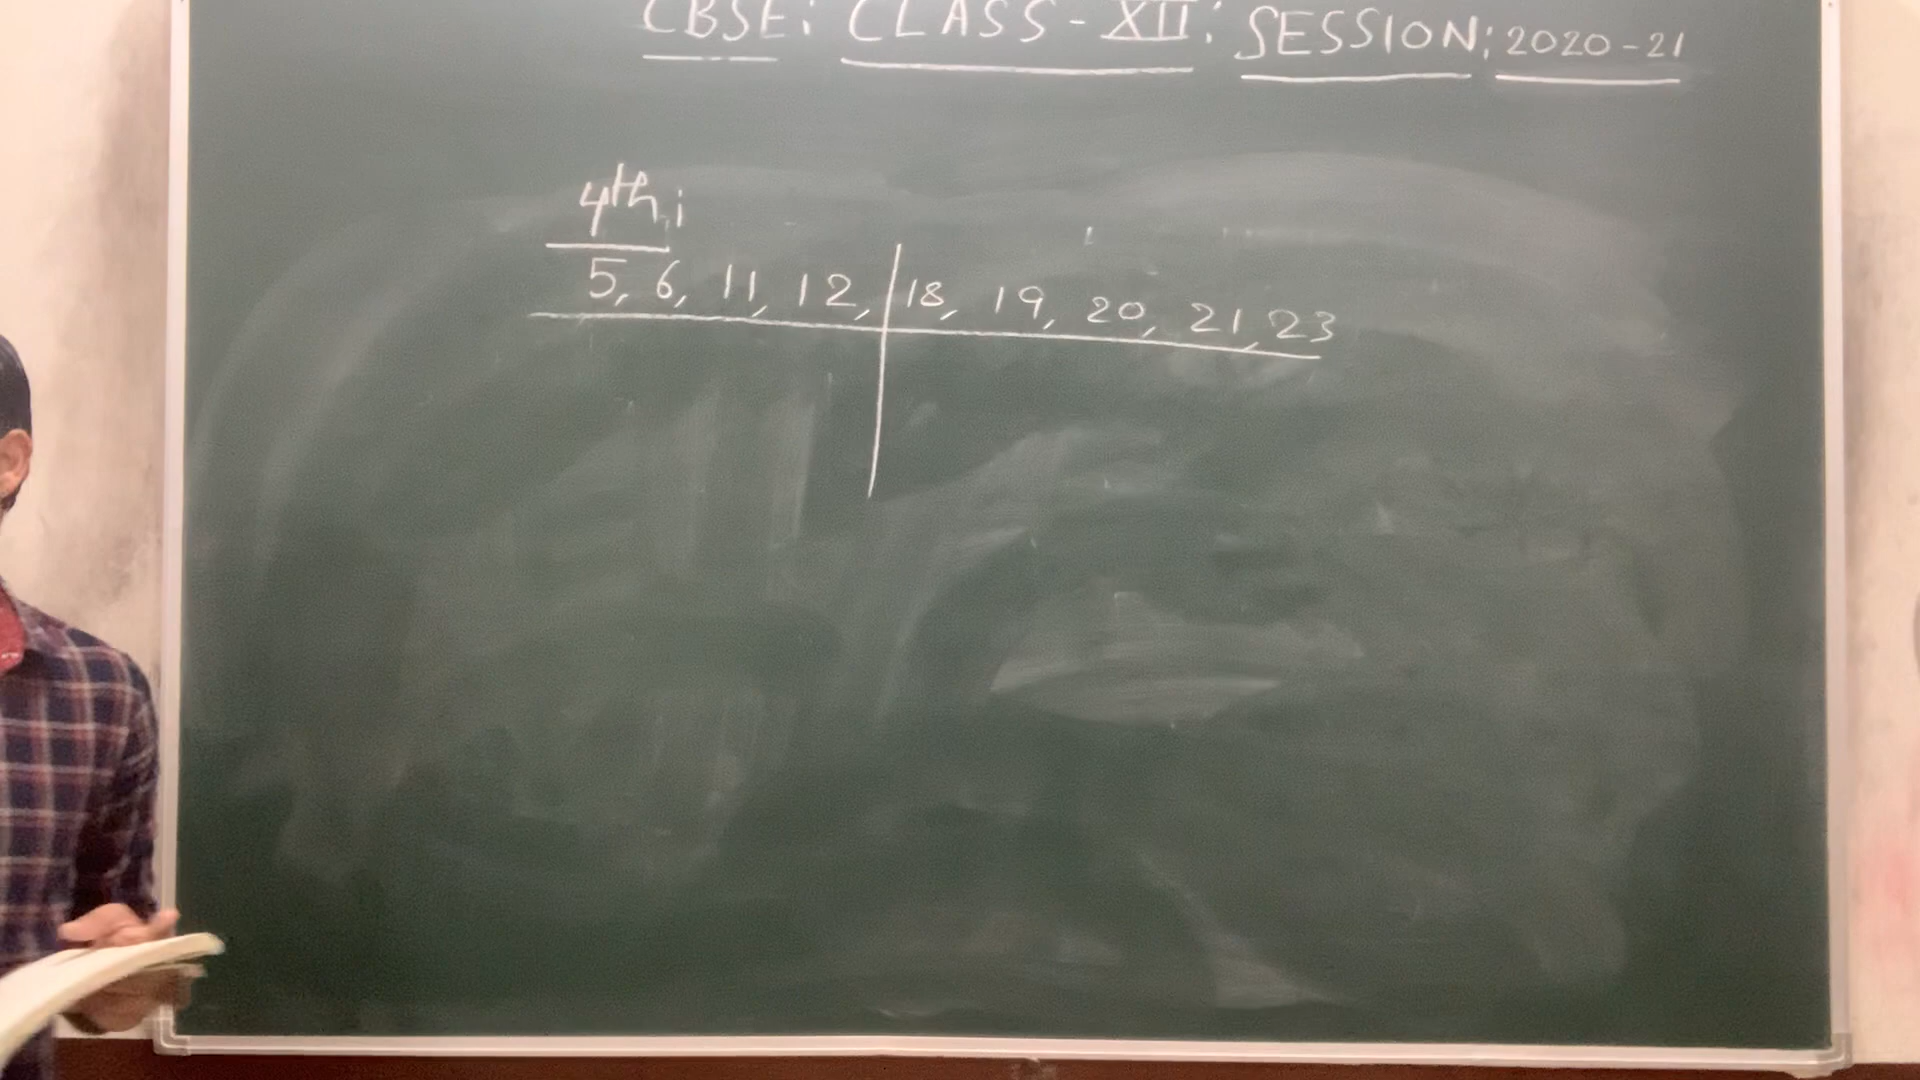 CBSE: CLASS - XII: SESSION: 2020-21
4th:
5, 6, 11, 12, 18, 19, 20, 21, 23